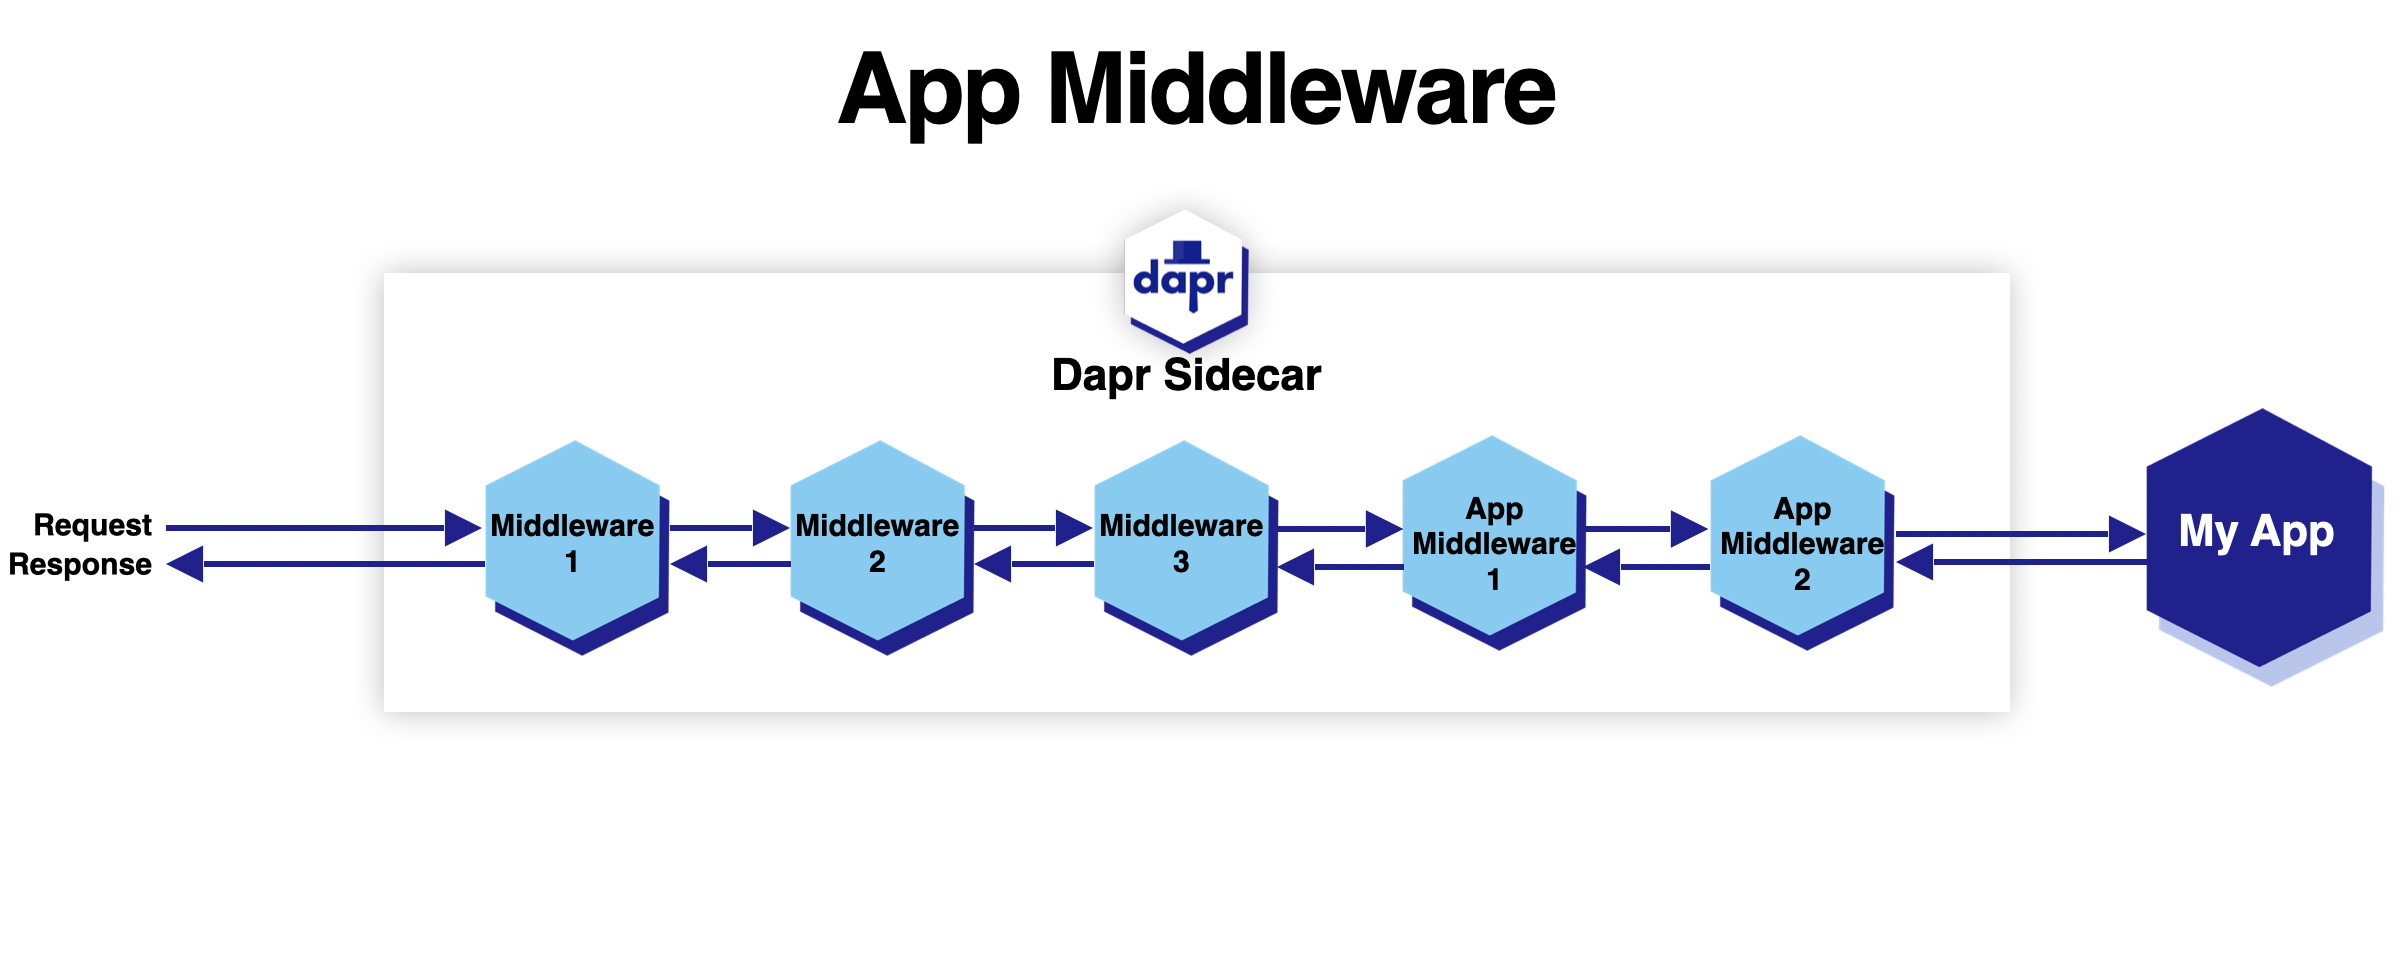 App Middleware
dapr
Dapr Sidecar
Request
Response
Middleware
1
Middleware
2
Middleware
3
App
Middleware
1
App
Middleware
2
My App